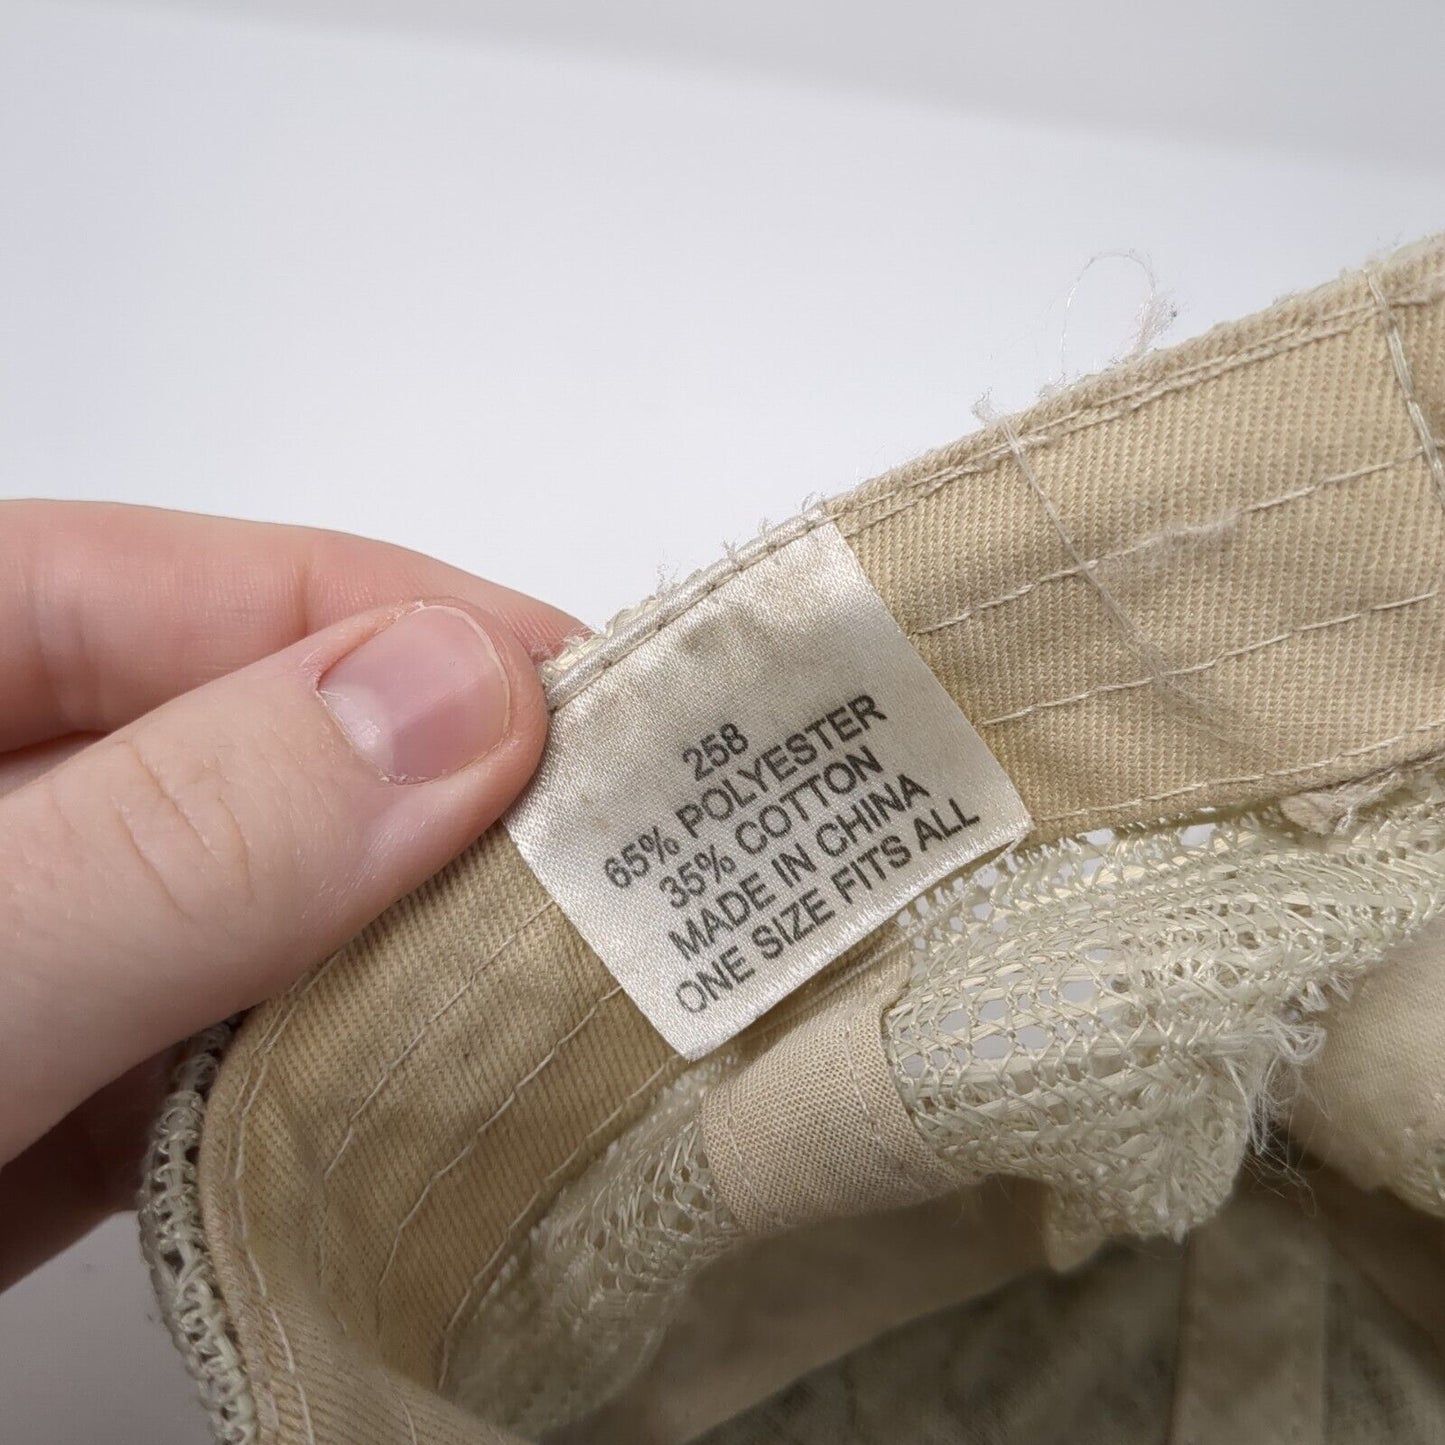 258
65% POLYESTER
35% COTTON
MADE IN CHINA
ONE SIZE FITS ALL